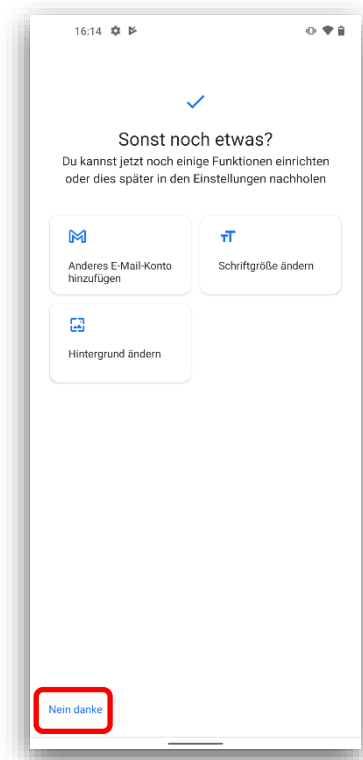 16:14
Sonst noch etwas?
Du kannst jetzt noch einige Funktionen einrichten
oder dies später in den Einstellungen nachholen
Anderes E-Mail-Konto
hinzufügen
Schriftgröße ändern
Hintergrund ändern
Nein danke